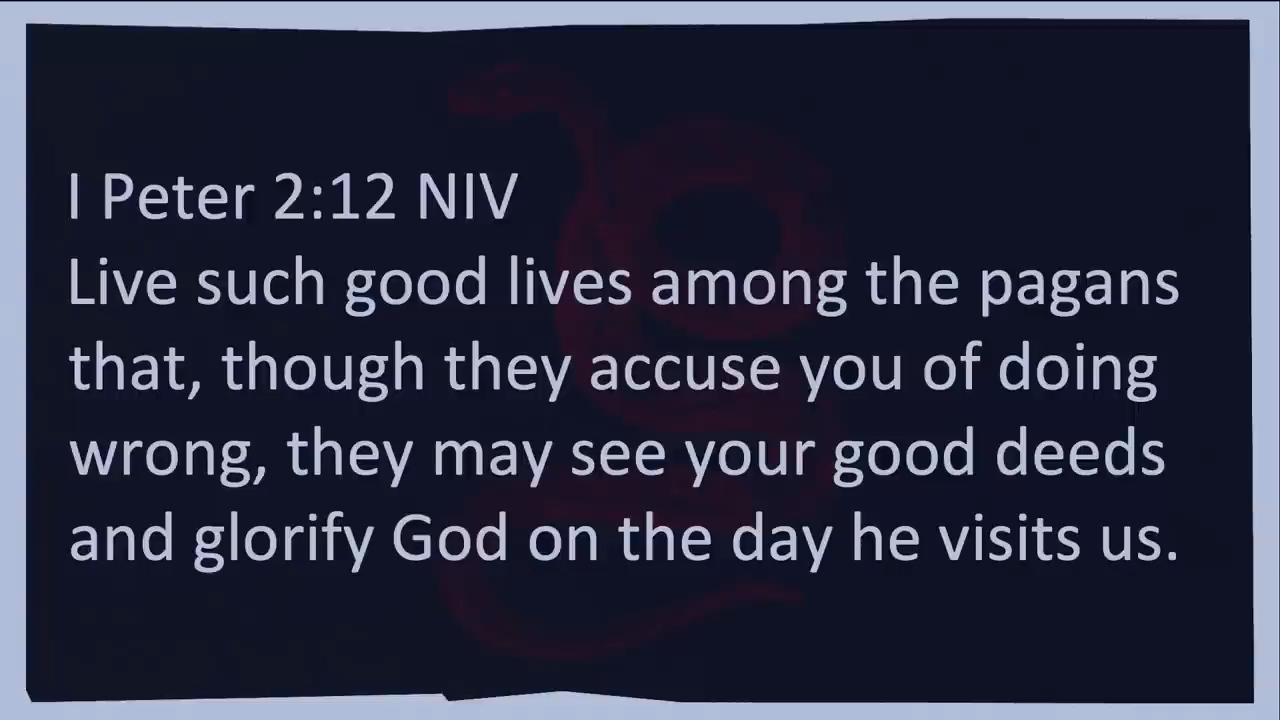 I Peter 2:12 NIV
Live such good lives among the pagans
that, though they accuse you of doing
wrong, they may see your good deeds
and glorify God on the day he visits us.